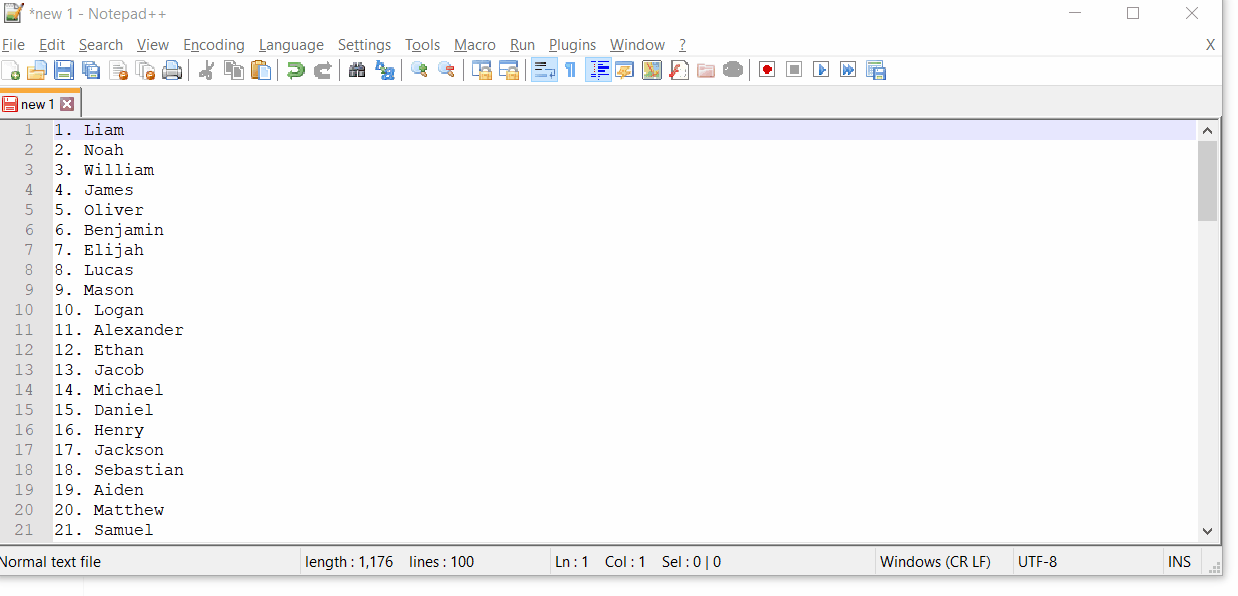 *new 1 - Notepad++
File Edit Search View Encoding Language Settings Tools Macro Run Plugins Window ? X
new 1
1 1. Liam
2 2. Noah
3 3. William
4 4. James
5 5. Oliver
6 6. Benjamin
7 7. Elijah
8 8. Lucas
9 9. Mason
10 10. Logan
11 11. Alexander
12 12. Ethan
13 13. Jacob
14 14. Michael
15 15. Daniel
16 16. Henry
17 17. Jackson
18 18. Sebastian
19 19. Aiden
20 20. Matthew
21 21. Samuel
Normal text file length : 1,176 lines : 100 Ln : 1 Col : 1 Sel : 0 | 0 Windows (CR LF) UTF-8 INS